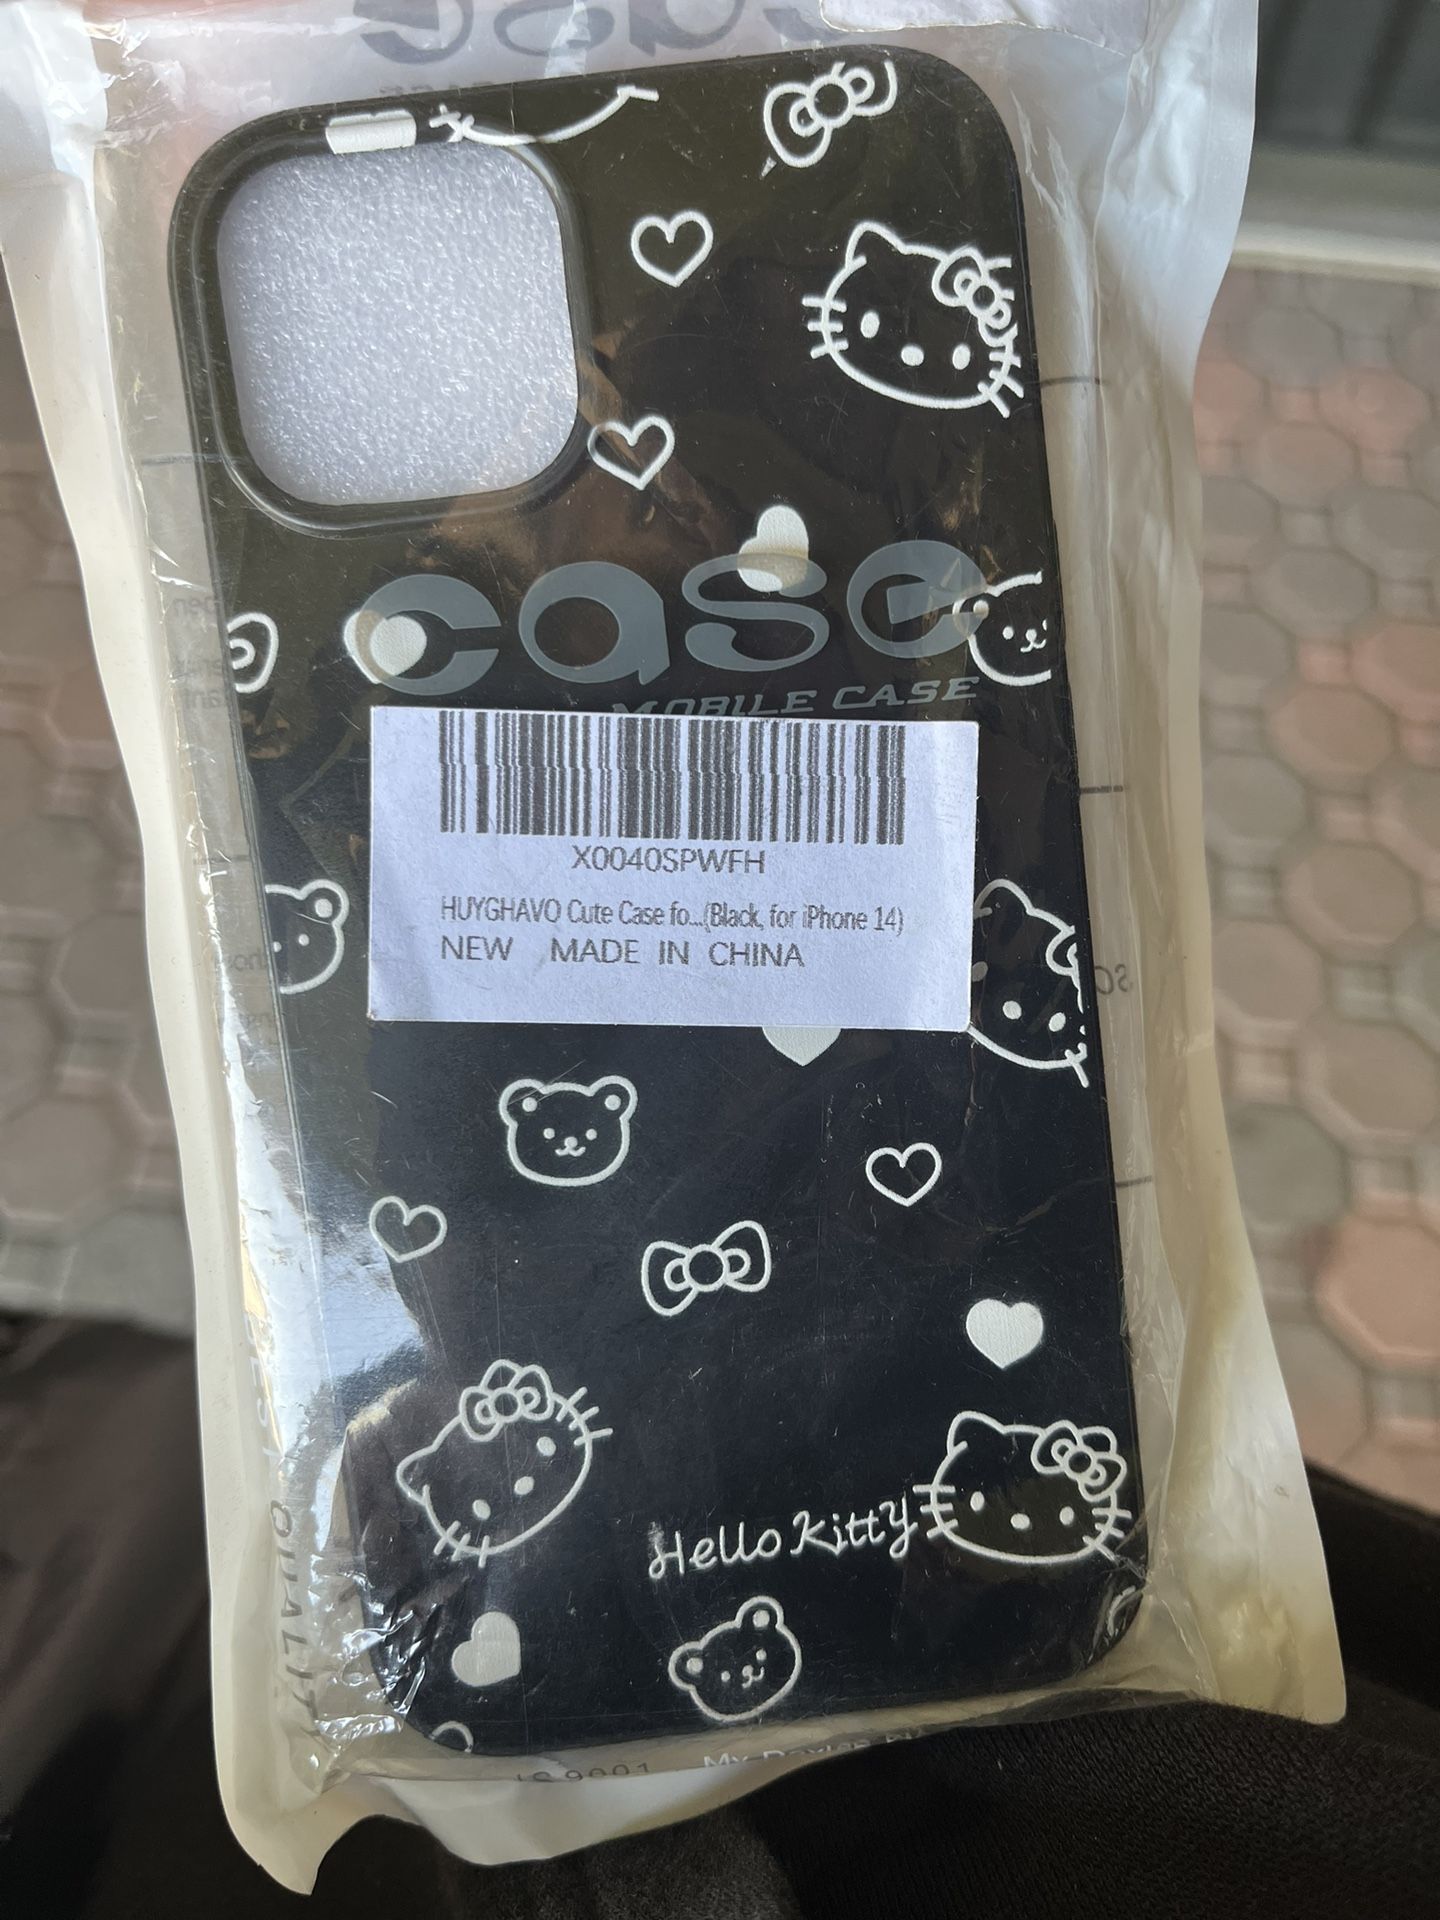 case
MOBILE CASE
X0040SPWFH
HUYGHAVO Cute Case fo...(Black, for iPhone 14)
NEW MADE IN CHINA
Hello Kitty